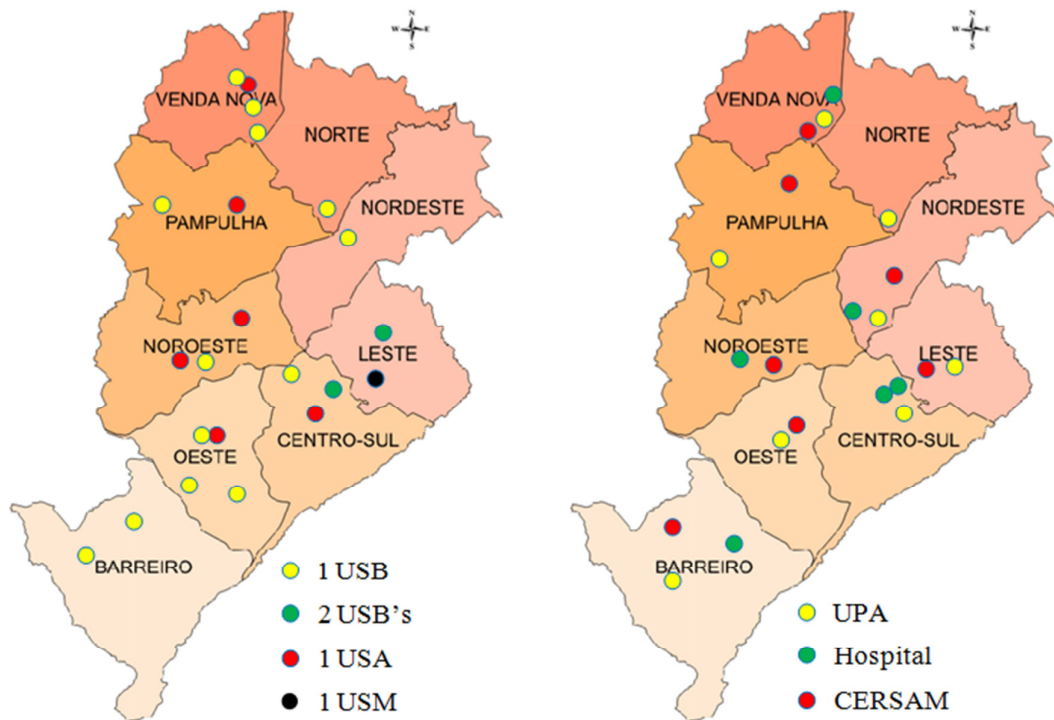 N
W E
S
VENDA NOVA
NORTE
NORDESTE
PAMPULHA
NOROESTE
LESTE
CENTRO-SUL
OESTE
BARREIRO
1 USB
2 USB's
1 USA
1 USM
N
W E
S
VENDA NOVA
NORTE
NORDESTE
PAMPULHA
NOROESTE
LESTE
CENTRO-SUL
OESTE
BARREIRO
UPA
Hospital
CERSAM